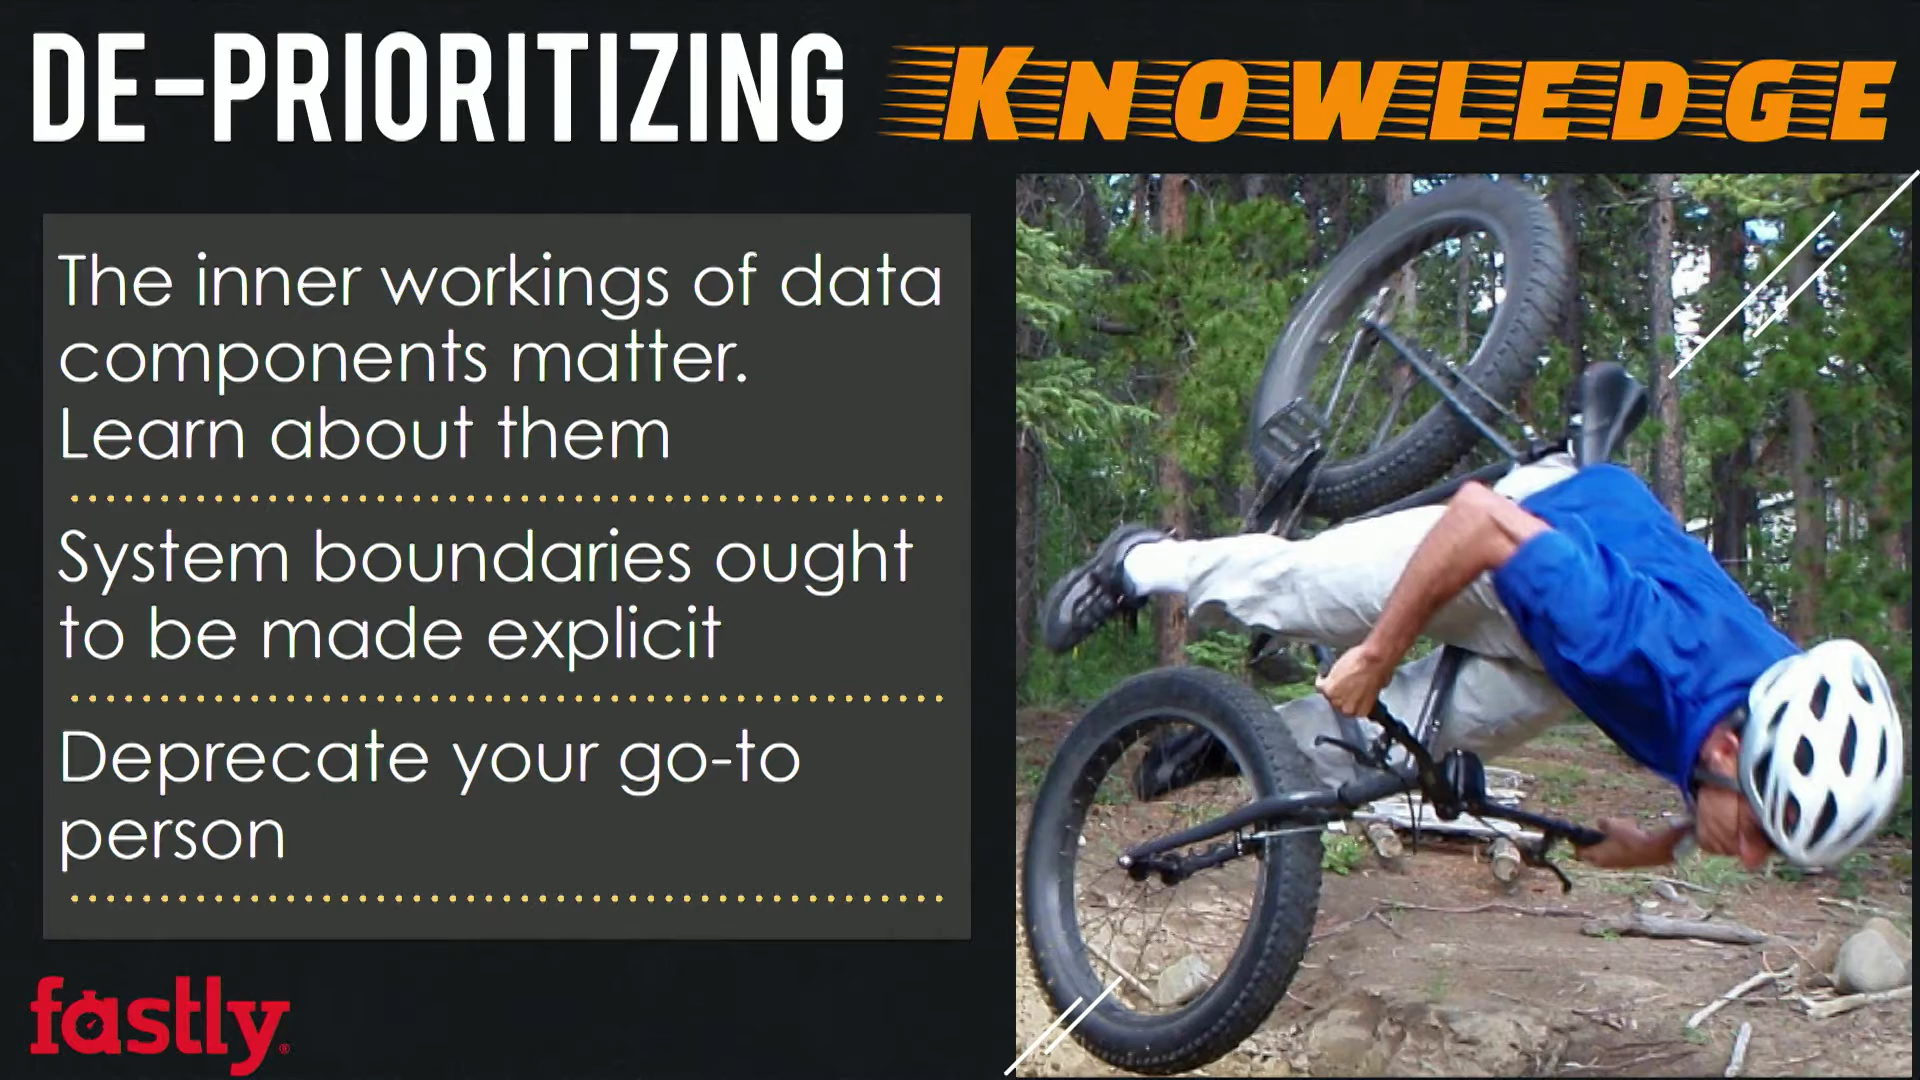 DE-PRIORITIZING KNOWLEDGE
The inner workings of data
components matter.
Learn about them
System boundaries ought
to be made explicit
Deprecate your go-to
person
fastly®